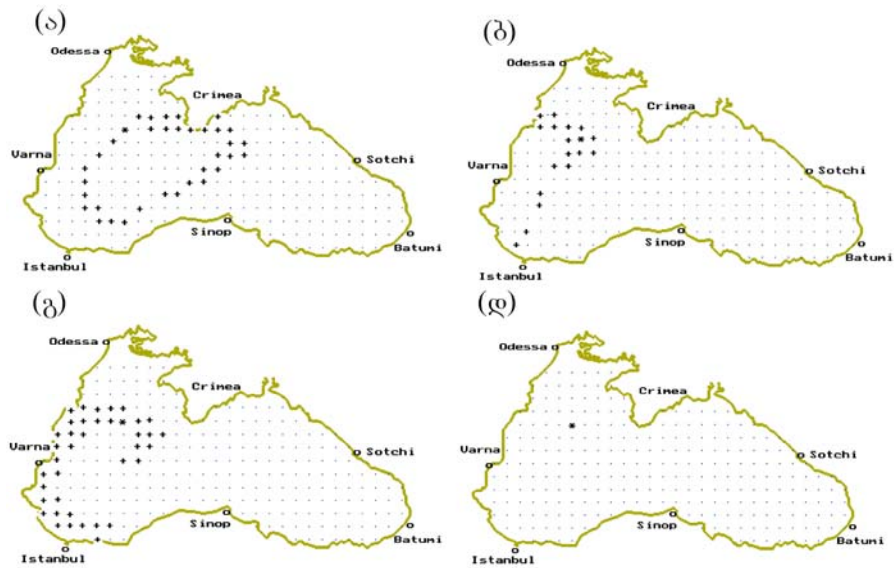 (ა)
Odessa
Crimea
Varna
Sotchi
Sinop
Batumi
Istanbul
(ბ)
Odessa
Crimea
Varna
Sotchi
Sinop
Batumi
Istanbul
(გ)
Odessa
Crimea
Varna
Sotchi
Sinop
Batumi
Istanbul
(დ)
Odessa
Crimea
Varna
Sotchi
Sinop
Batumi
Istanbul